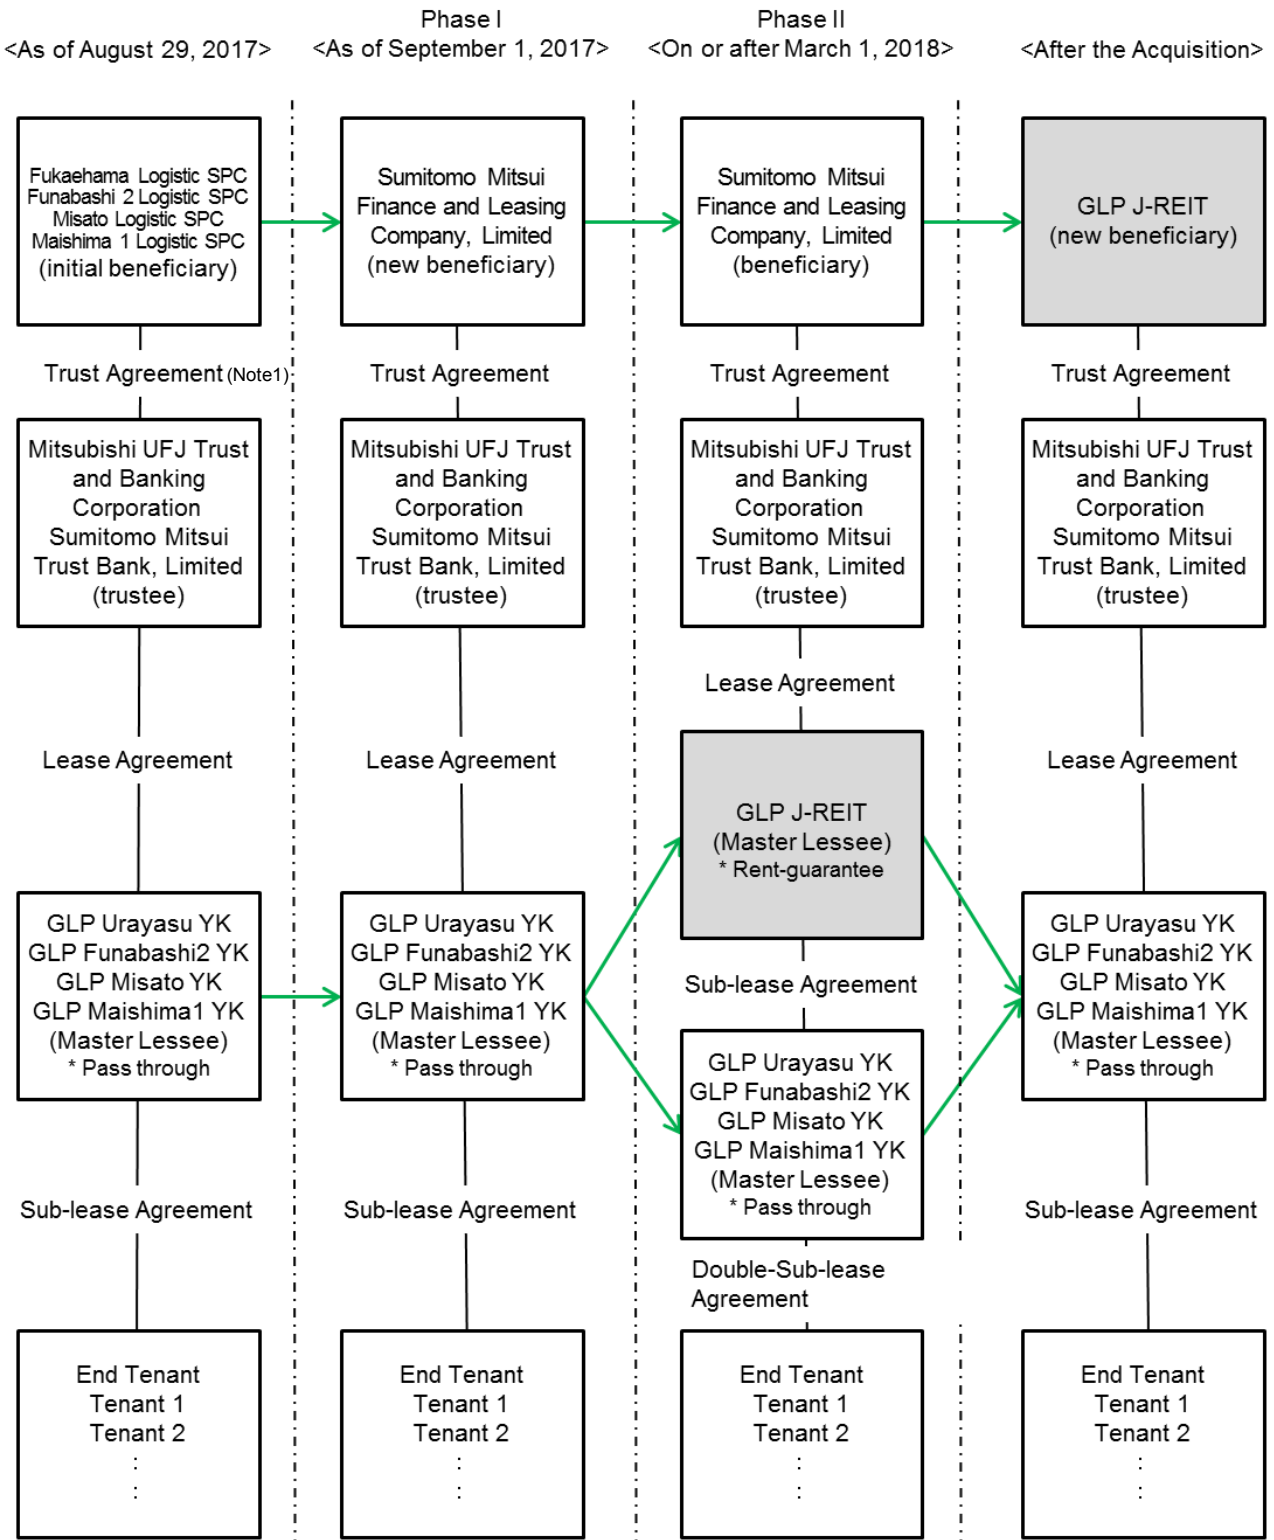 Phase I
Phase II
<As of August 29, 2017>
<As of September 1, 2017>
<On or after March 1, 2018>
<After the Acquisition>
Fukaehama Logistic SPC
Funabashi 2 Logistic SPC
Misato Logistic SPC
Maishima 1 Logistic SPC
(initial beneficiary)
Sumitomo Mitsui
Finance and Leasing
Company, Limited
(new beneficiary)
Sumitomo Mitsui
Finance and Leasing
Company, Limited
(beneficiary)
GLP J-REIT
(new beneficiary)
Trust Agreement (Note1)
Trust Agreement
Trust Agreement
Trust Agreement
Mitsubishi UFJ Trust
and Banking
Corporation
Sumitomo Mitsui
Trust Bank, Limited
(trustee)
Mitsubishi UFJ Trust
and Banking
Corporation
Sumitomo Mitsui
Trust Bank, Limited
(trustee)
Mitsubishi UFJ Trust
and Banking
Corporation
Sumitomo Mitsui
Trust Bank, Limited
(trustee)
Mitsubishi UFJ Trust
and Banking
Corporation
Sumitomo Mitsui
Trust Bank, Limited
(trustee)
Lease Agreement
Lease Agreement
Lease Agreement
Lease Agreement
GLP J-REIT
(Master Lessee)
* Rent-guarantee
GLP Urayasu YK
GLP Funabashi2 YK
GLP Misato YK
GLP Maishima1 YK
(Master Lessee)
* Pass through
GLP Urayasu YK
GLP Funabashi2 YK
GLP Misato YK
GLP Maishima1 YK
(Master Lessee)
* Pass through
Sub-lease Agreement
GLP Urayasu YK
GLP Funabashi2 YK
GLP Misato YK
GLP Maishima1 YK
(Master Lessee)
* Pass through
GLP Urayasu YK
GLP Funabashi2 YK
GLP Misato YK
GLP Maishima1 YK
(Master Lessee)
* Pass through
Sub-lease Agreement
Sub-lease Agreement
Double-Sub-lease
Agreement
Sub-lease Agreement
End Tenant
Tenant 1
Tenant 2
:
:
End Tenant
Tenant 1
Tenant 2
:
:
End Tenant
Tenant 1
Tenant 2
:
:
End Tenant
Tenant 1
Tenant 2
:
: